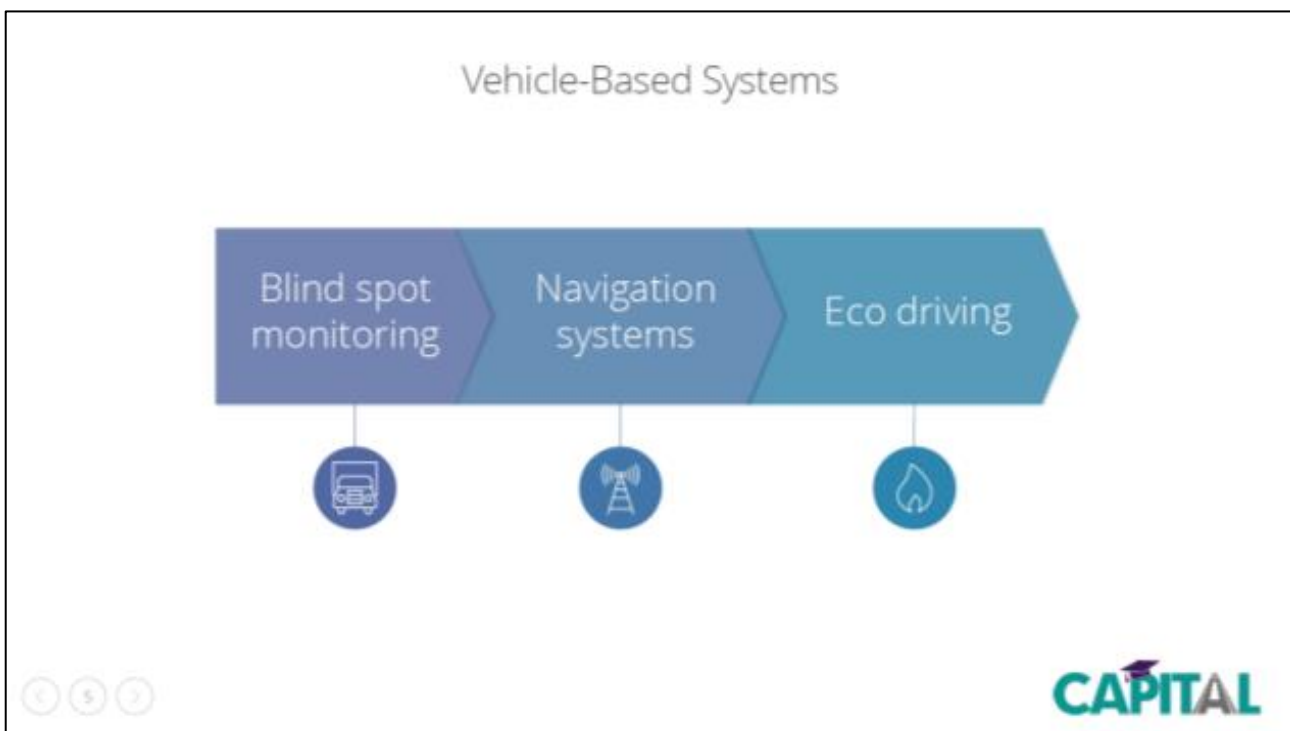 Vehicle-Based Systems
Blind spot
monitoring
Navigation
systems
Eco driving
5
CAPITAL